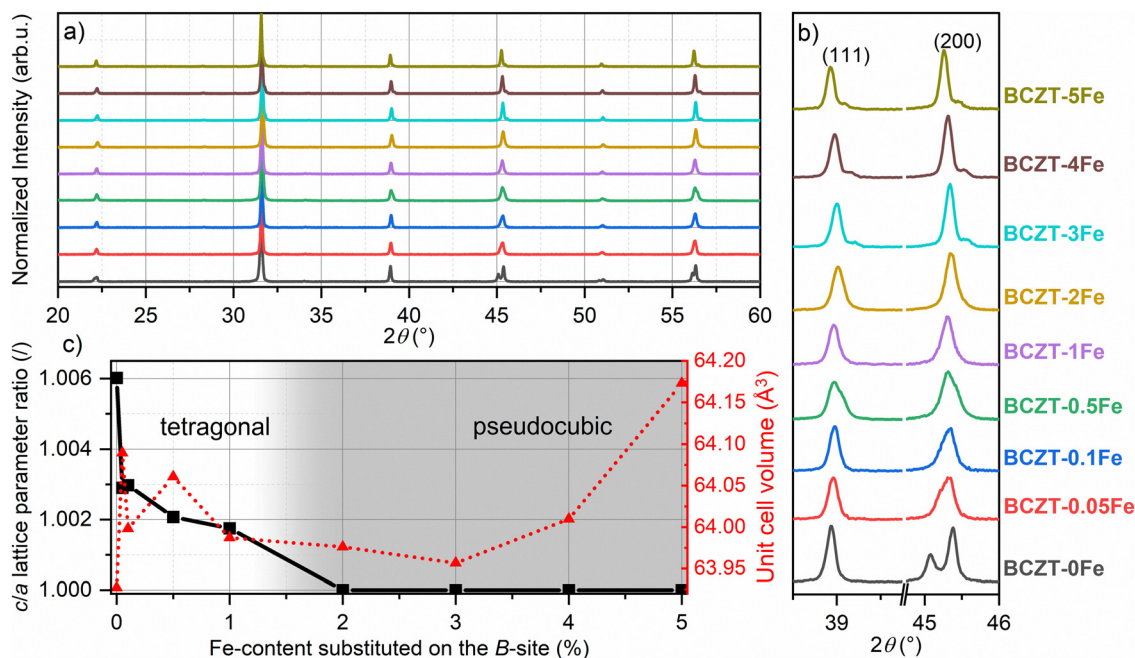 a)
Normalized Intensity (arb.u.)
20 25 30 35 40 45 50 55 60
2θ (°)
b)
(111)
(200)
BCZT-5Fe
BCZT-4Fe
BCZT-3Fe
BCZT-2Fe
BCZT-1Fe
BCZT-0.5Fe
BCZT-0.1Fe
BCZT-0.05Fe
BCZT-0Fe
39 45 46
2θ (°)
c)
c/a lattice parameter ratio (/)
1.006
1.004
1.002
1.000
tetragonal
pseudocubic
64.20
64.15
64.10
64.05
64.00
63.95
Unit cell volume (Å³)
0 1 2 3 4 5
Fe-content substituted on the B-site (%)